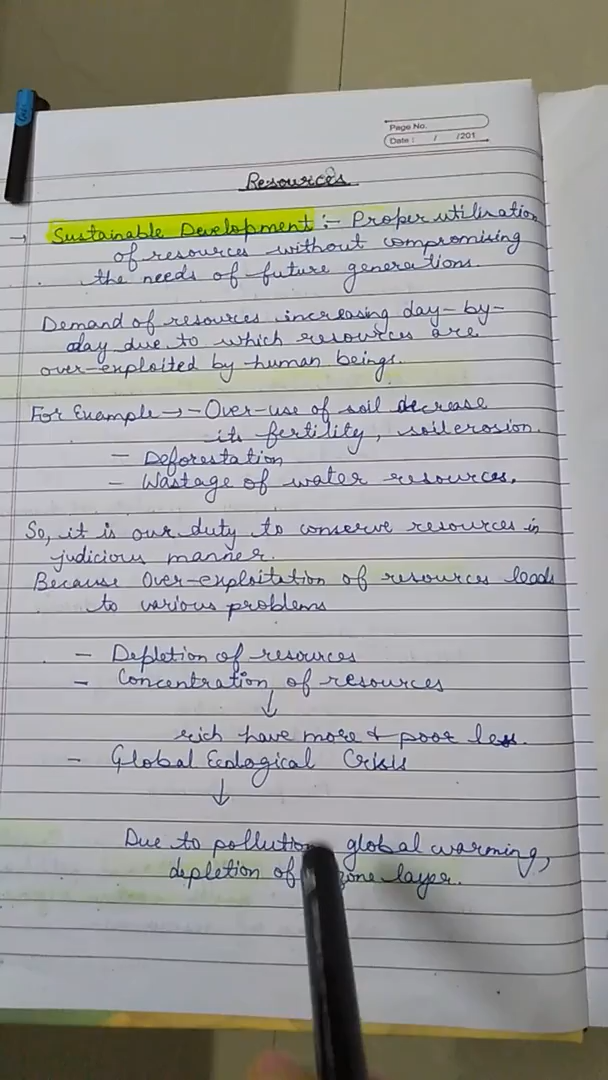 Page No.
Date : / /201
Resources
→ Sustainable Development :- Proper utilisation
of resources without compromising
the needs of future generations.
Demand of resources increasing day-by-
day due to which resources are
over-exploited by human beings.
For Example → - Over-use of soil decrease
its fertility, soil erosion.
- Deforestation
- Wastage of water resources.
So, it is our duty to conserve resources in
judicious manner.
Because Over-exploitation of resources leads
to various problems
- Depletion of resources
- Concentration of resources
↓
rich have more & poor less.
- Global Ecological Crisis
↓
Due to pollution, global warming,
depletion of zone layer.